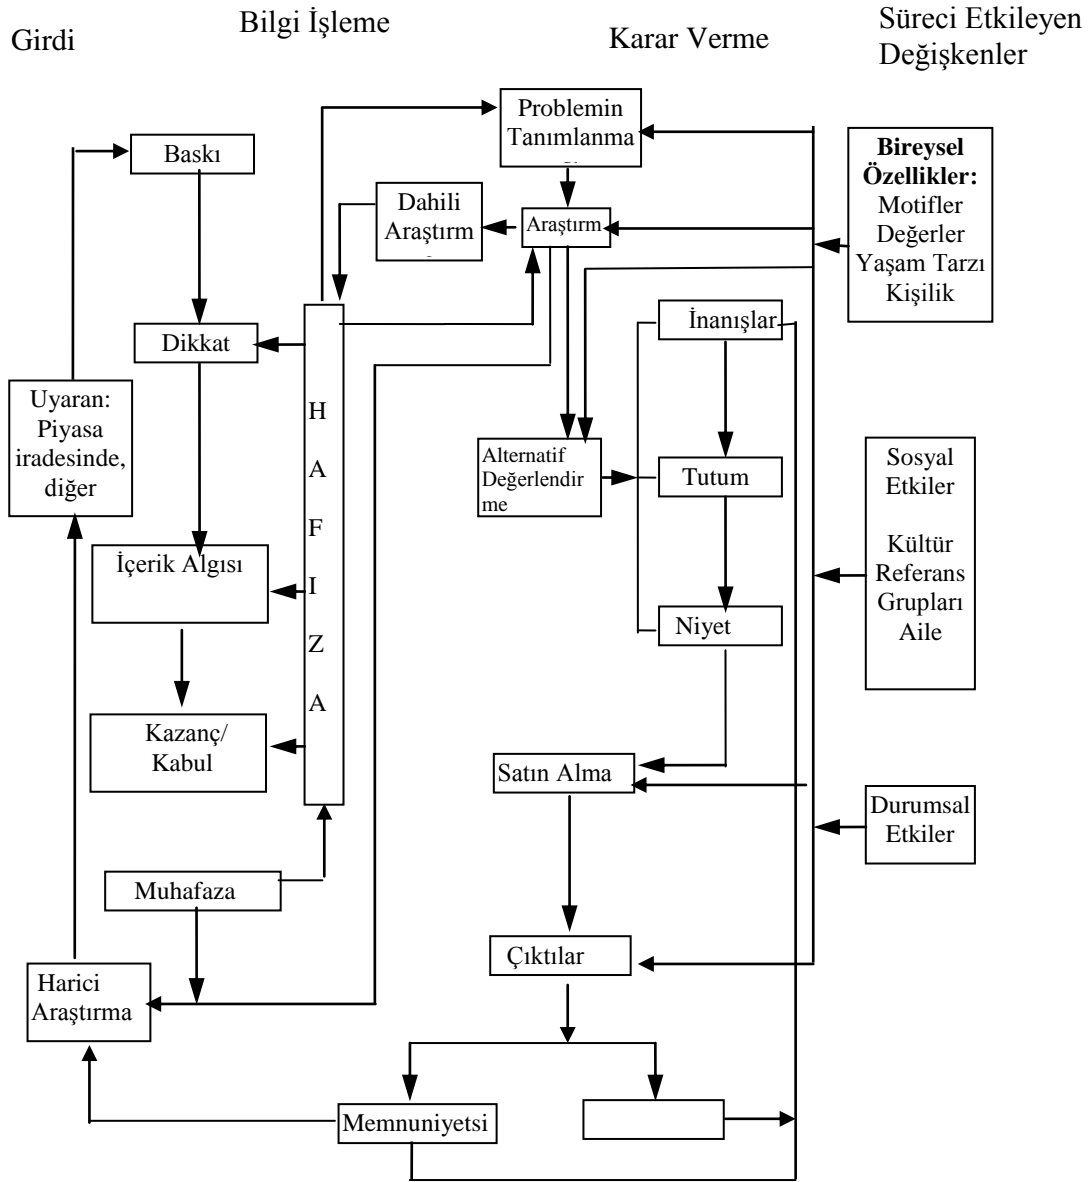 Girdi
Bilgi İşleme
Karar Verme
Süreci Etkileyen
Değişkenler
Problemin
Tanımlanma
Baskı
Dahili
Araştırm
Araştırm
Bireysel
Özellikler:
Motifler
Değerler
Yaşam Tarzı
Kişilik
Dikkat
İnanışlar
Uyaran:
Piyasa
iradesinde,
diğer
H
A
F
I
Z
A
Alternatif
Değerlendir
me
Tutum
Sosyal
Etkiler
Kültür
Referans
Grupları
Aile
İçerik Algısı
Niyet
Kazanç/
Kabul
Satın Alma
Durumsal
Etkiler
Muhafaza
Çıktılar
Harici
Araştırma
Memnuniyetsi